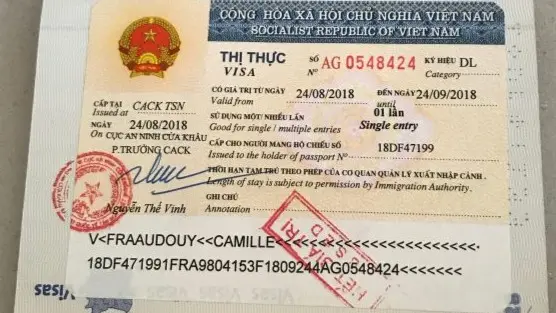 CỘNG HÒA XÃ HỘI CHỦ NGHĨA VIỆT NAM
SOCIALIST REPUBLIC OF VIET NAM
THỊ THỰC SỐ AG 0548424 KÝ HIỆU DL
VISA Nº Category
CÓ GIÁ TRỊ TỪ NGÀY 24/08/2018 ĐẾN NGÀY 24/09/2018
Valid from until
CẤP TẠI CACK TSN
Issued at
SỬ DỤNG MỘT/ NHIỀU LẦN 01 lần
Good for single / multiple entries Single entry
NGÀY 24/08/2018
On CỤC AN NINH CỬA KHẨU
P.TRƯỞNG CACK
CẤP CHO NGƯỜI MANG HỘ CHIẾU SỐ
Issued to the holder of passport Nº 18DF47199
THỜI HẠN TẠM TRÚ THEO PHÉP CỦA CƠ QUAN QUẢN LÝ XUẤT NHẬP CẢNH.
Length of stay is subject to permission by Immigration Authority.
GHI CHÚ
Annotation
Nguyễn Thế Vinh
HẾT GIÁ TRỊ
USED
V<FRAAUDOUY<<CAMILLE<<<<<<<<<<<<<<<<<<<<<<<
18DF471991FRA9804153F1809244AG0548424<<<<<<<
Visas
Visas